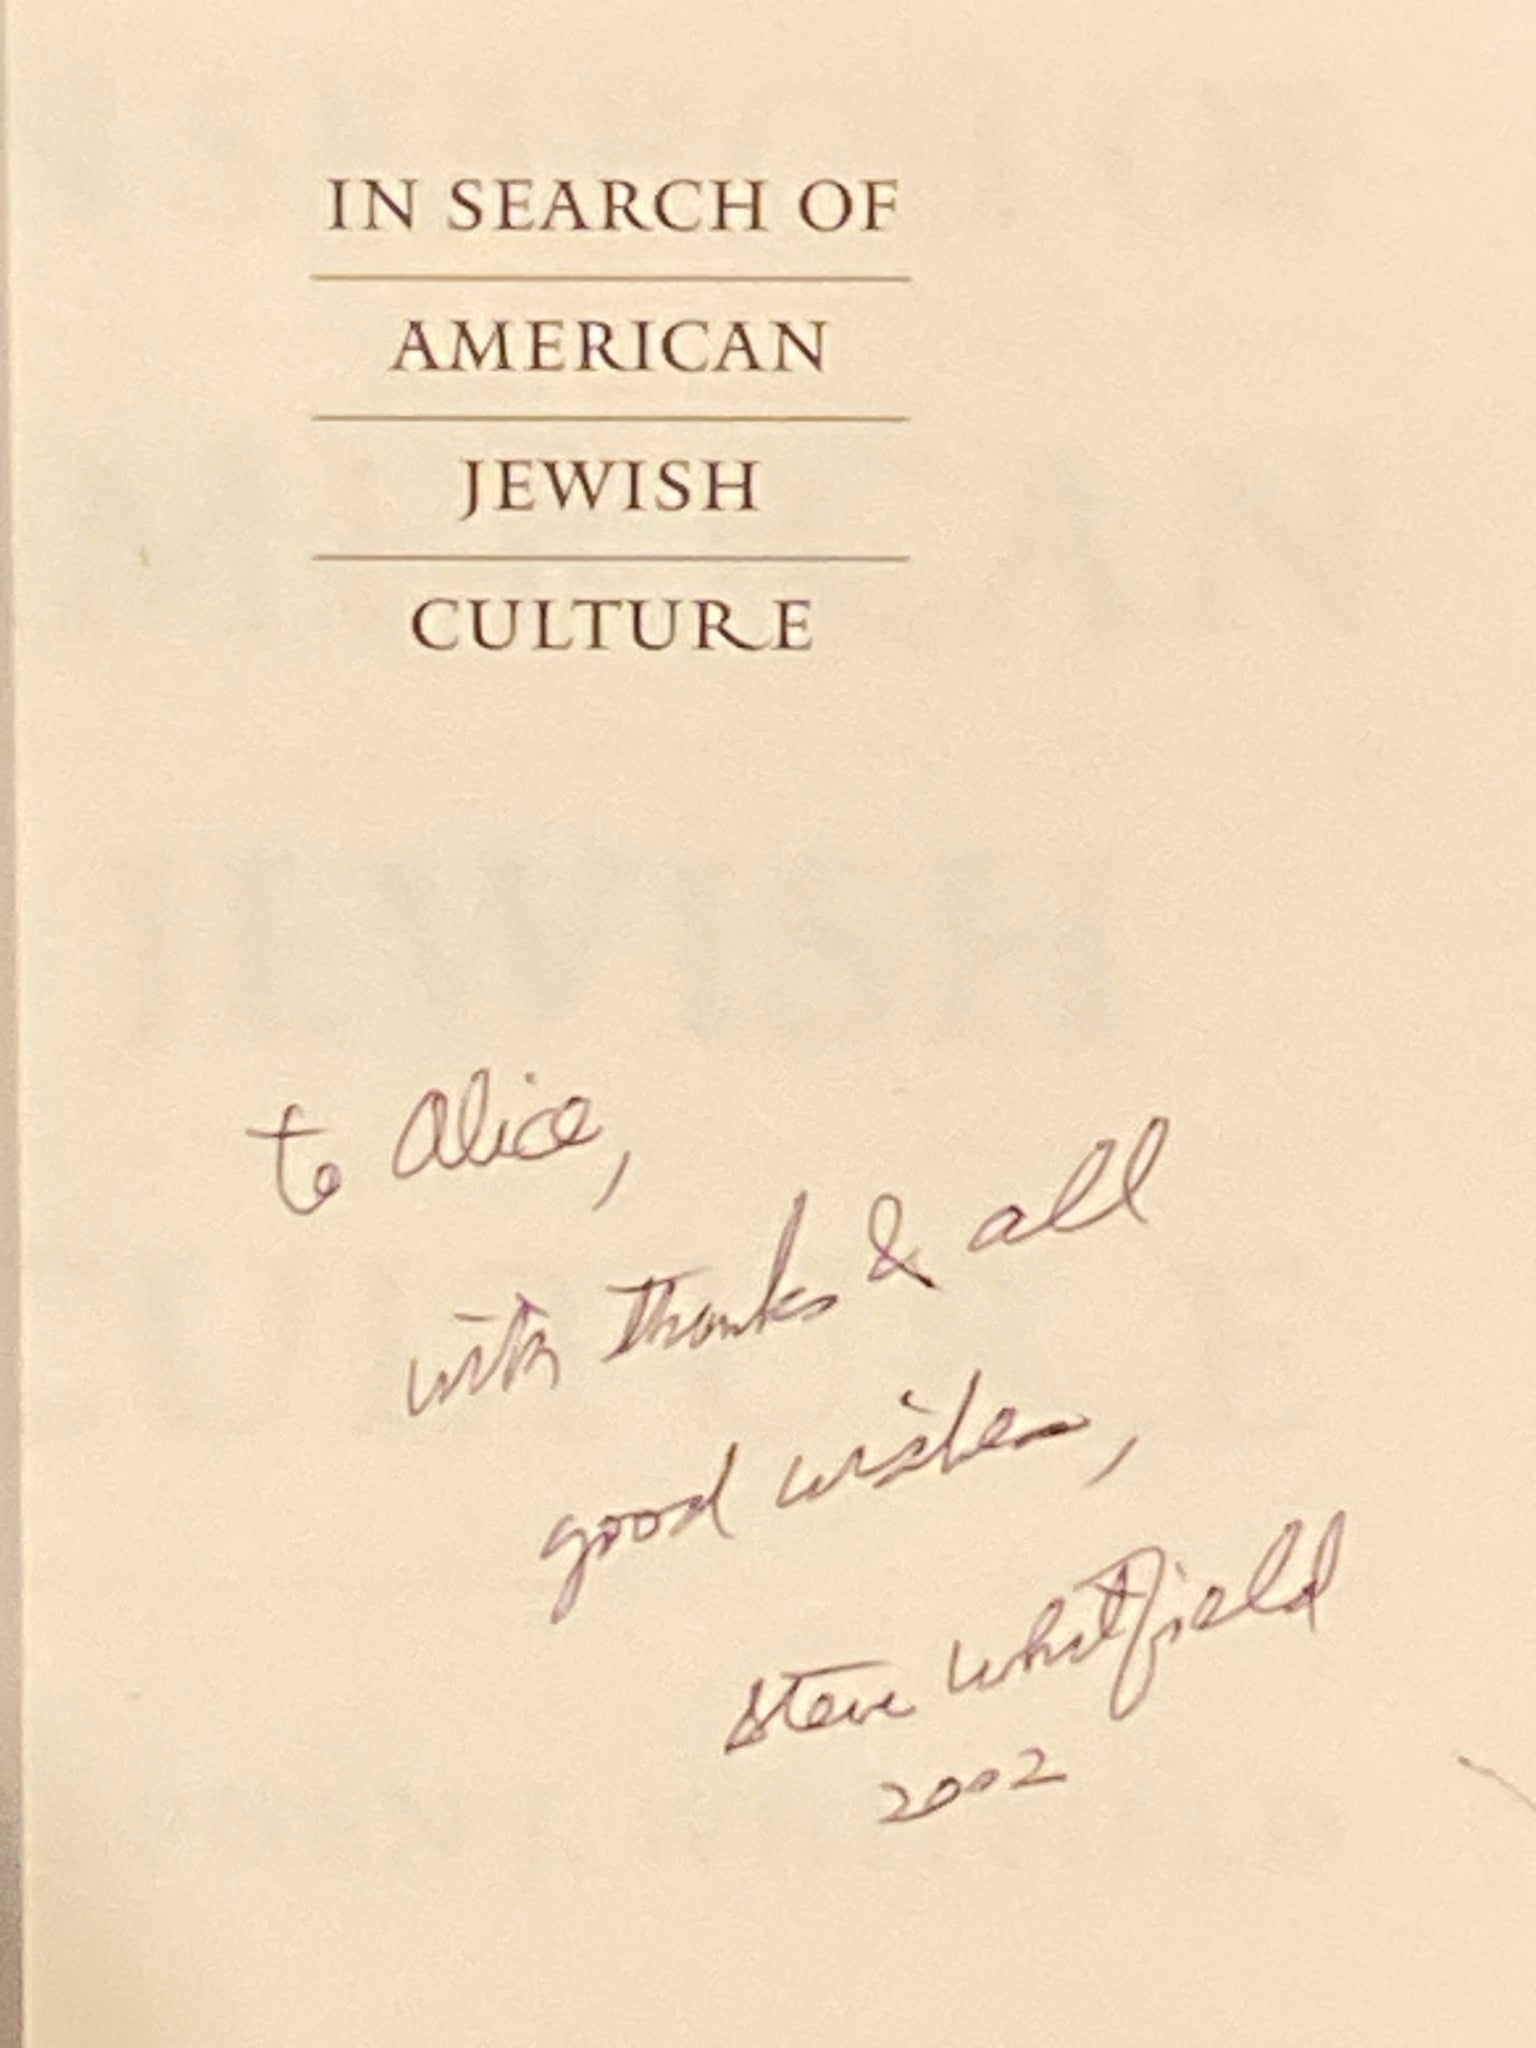 IN SEARCH OF
AMERICAN
JEWISH
CULTURE
to Alice,
with thanks & all
good wishes,
Steve Whitfield
2002